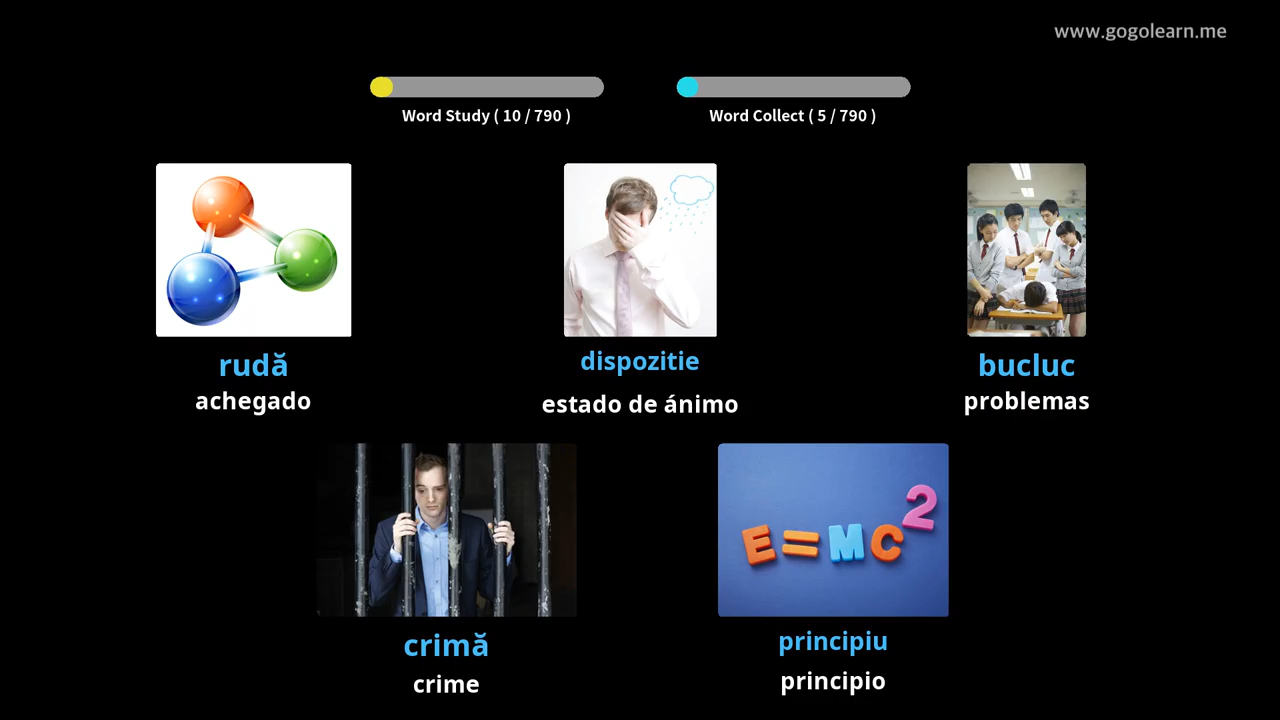 www.gogolearn.me
Word Study ( 10 / 790 )
Word Collect ( 5 / 790 )
rudă
achegado
dispozitie
estado de ánimo
bucluc
problemas
crimă
crime
E=MC2
principiu
principio